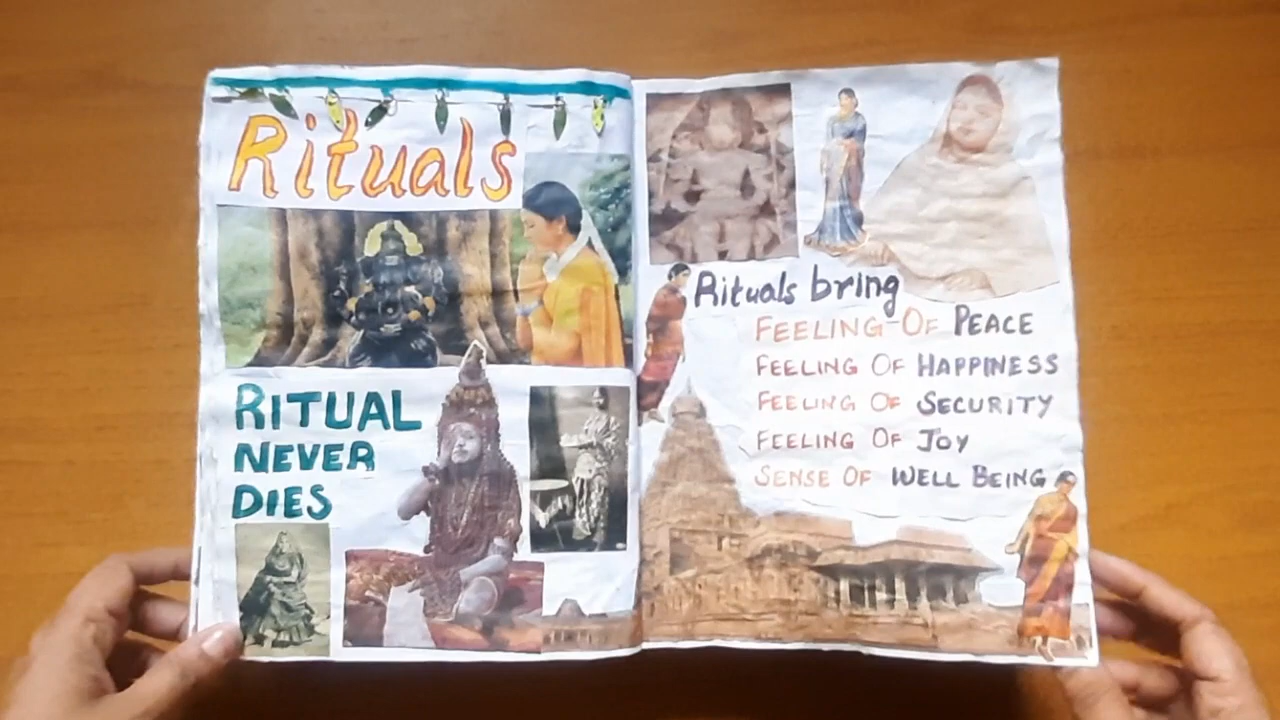 Rituals
RITUAL
NEVER
DIES
Rituals bring
FEELING OF PEACE
FEELING OF HAPPINESS
FEELING OF SECURITY
FEELING OF JOY
SENSE OF WELL BEING